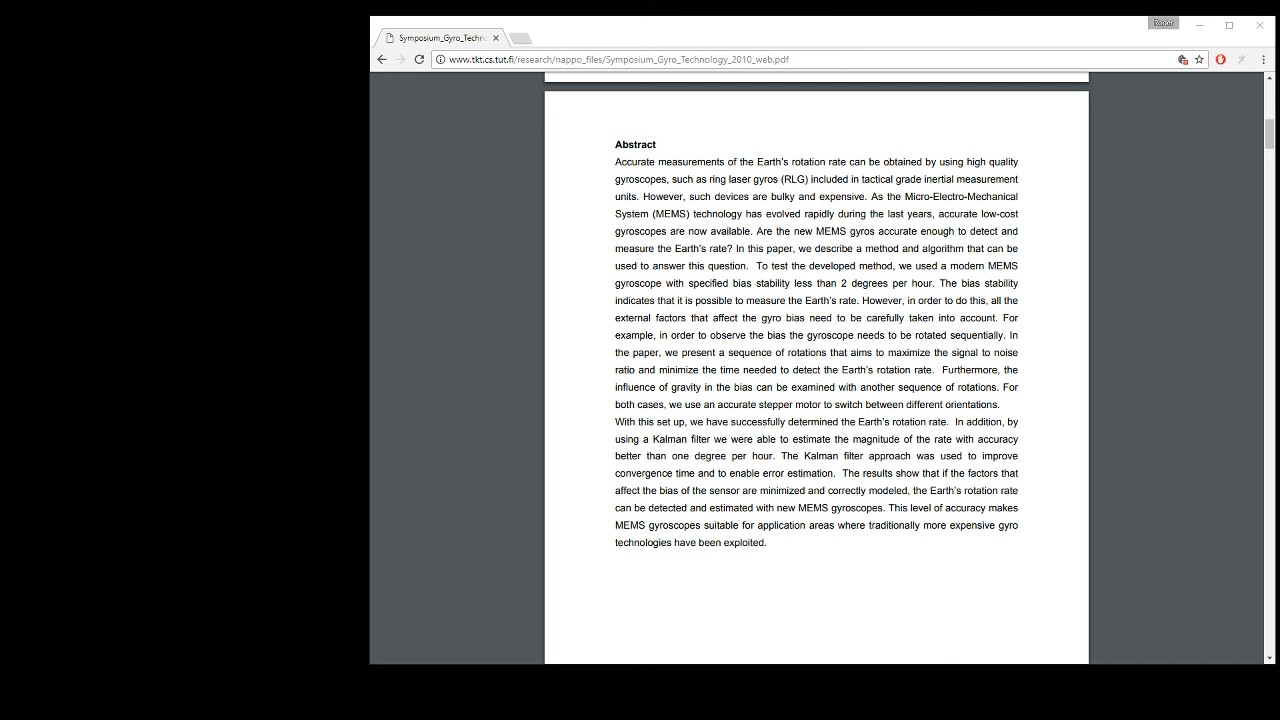 Roger
Symposium_Gyro_Techno
www.tkt.cs.tut.fi/research/nappo_files/Symposium_Gyro_Technology_2010_web.pdf
Abstract
Accurate measurements of the Earth's rotation rate can be obtained by using high quality
gyroscopes, such as ring laser gyros (RLG) included in tactical grade inertial measurement
units. However, such devices are bulky and expensive. As the Micro-Electro-Mechanical
System (MEMS) technology has evolved rapidly during the last years, accurate low-cost
gyroscopes are now available. Are the new MEMS gyros accurate enough to detect and
measure the Earth's rate? In this paper, we describe a method and algorithm that can be
used to answer this question. To test the developed method, we used a modern MEMS
gyroscope with specified bias stability less than 2 degrees per hour. The bias stability
indicates that it is possible to measure the Earth's rate. However, in order to do this, all the
external factors that affect the gyro bias need to be carefully taken into account. For
example, in order to observe the bias the gyroscope needs to be rotated sequentially. In
the paper, we present a sequence of rotations that aims to maximize the signal to noise
ratio and minimize the time needed to detect the Earth's rotation rate. Furthermore, the
influence of gravity in the bias can be examined with another sequence of rotations. For
both cases, we use an accurate stepper motor to switch between different orientations.
With this set up, we have successfully determined the Earth's rotation rate. In addition, by
using a Kalman filter we were able to estimate the magnitude of the rate with accuracy
better than one degree per hour. The Kalman filter approach was used to improve
convergence time and to enable error estimation. The results show that if the factors that
affect the bias of the sensor are minimized and correctly modeled, the Earth's rotation rate
can be detected and estimated with new MEMS gyroscopes. This level of accuracy makes
MEMS gyroscopes suitable for application areas where traditionally more expensive gyro
technologies have been exploited.